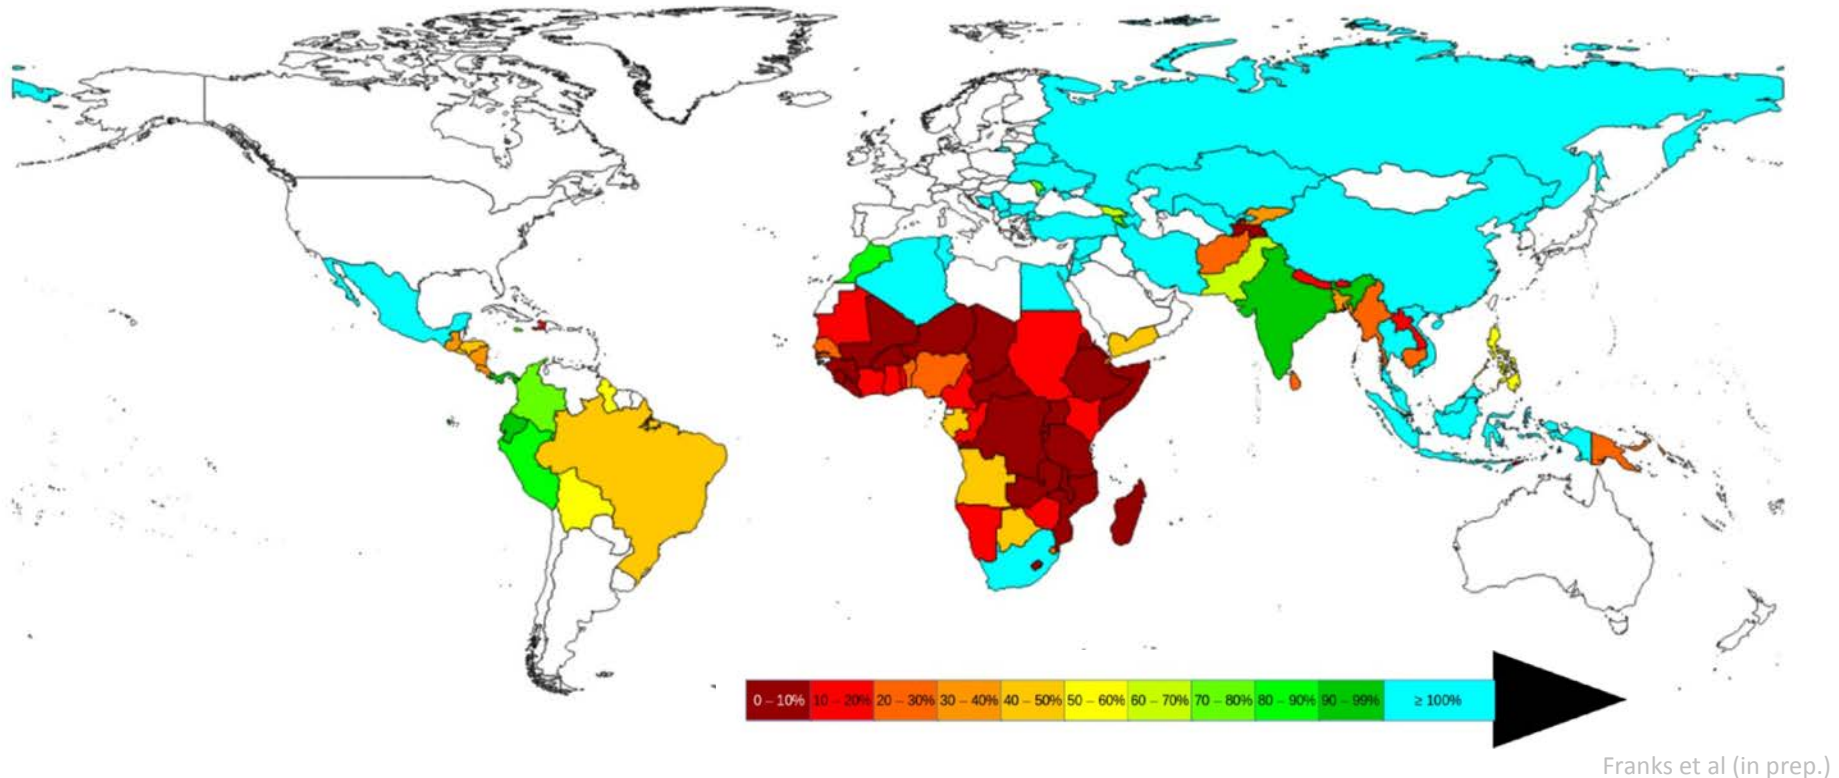 0 – 10% 10 – 20% 20 – 30% 30 – 40% 40 – 50% 50 – 60% 60 – 70% 70 – 80% 80 – 90% 90 – 99% ≥ 100%
Franks et al (in prep.)